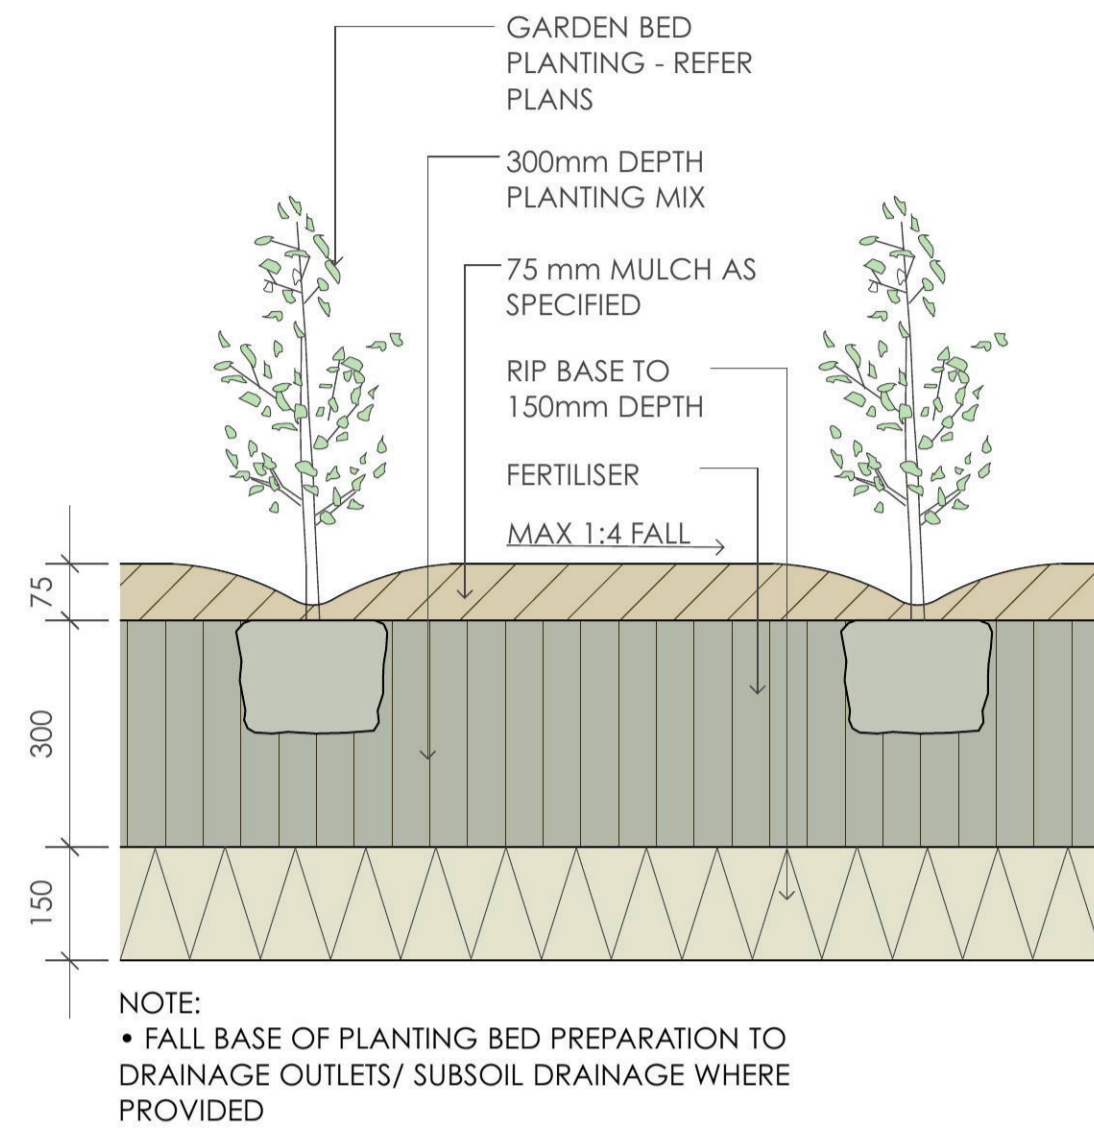 GARDEN BED
PLANTING - REFER
PLANS
300mm DEPTH
PLANTING MIX
75 mm MULCH AS
SPECIFIED
RIP BASE TO
150mm DEPTH
FERTILISER
MAX 1:4 FALL
75
300
150
NOTE:
• FALL BASE OF PLANTING BED PREPARATION TO
DRAINAGE OUTLETS/ SUBSOIL DRAINAGE WHERE
PROVIDED